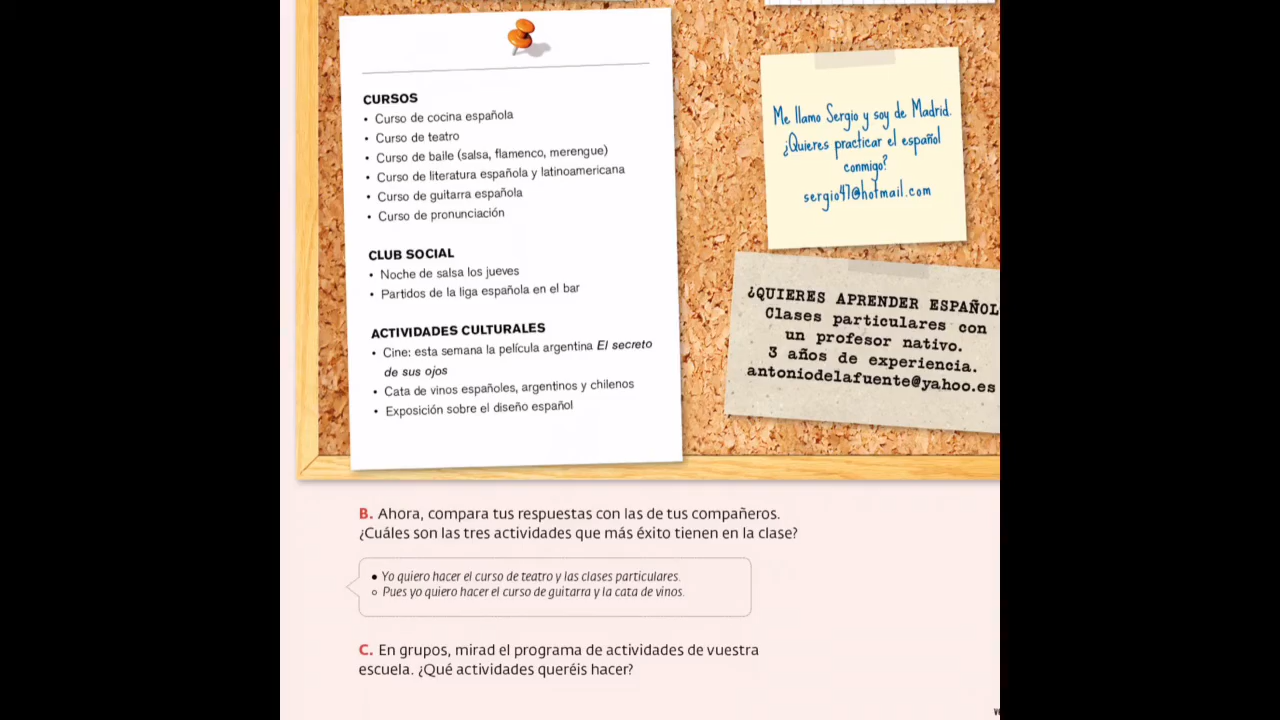 CURSOS
• Curso de cocina española
• Curso de teatro
• Curso de baile (salsa, flamenco, merengue)
• Curso de literatura española y latinoamericana
• Curso de guitarra española
• Curso de pronunciación
CLUB SOCIAL
• Noche de salsa los jueves
• Partidos de la liga española en el bar
ACTIVIDADES CULTURALES
• Cine: esta semana la película argentina El secreto
de sus ojos
• Cata de vinos españoles, argentinos y chilenos
• Exposición sobre el diseño español
Me llamo Sergio y soy de Madrid.
¿Quieres practicar el español
conmigo?
sergio47@hotmail.com
¿QUIERES APRENDER ESPAÑOL
Clases particulares con
un profesor nativo.
3 años de experiencia.
antoniodelafuente@yahoo.es
B. Ahora, compara tus respuestas con las de tus compañeros.
¿Cuáles son las tres actividades que más éxito tienen en la clase?
• Yo quiero hacer el curso de teatro y las clases particulares.
○ Pues yo quiero hacer el curso de guitarra y la cata de vinos.
C. En grupos, mirad el programa de actividades de vuestra
escuela. ¿Qué actividades queréis hacer?